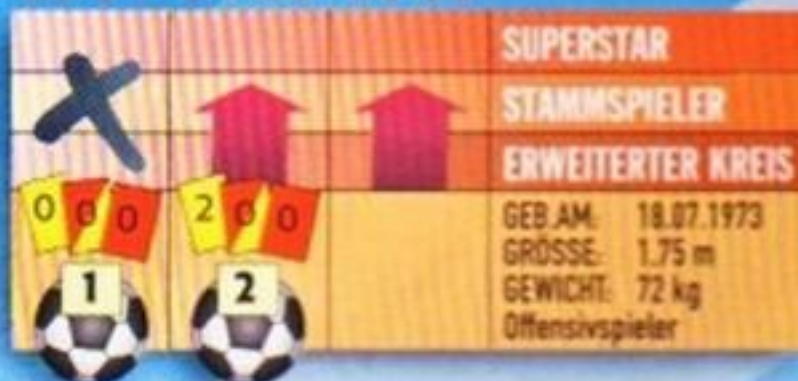 SUPERSTAR
STAMMSPIELER
ERWEITERTER KREIS
0 0 0
2 0 0
1
2
GEB.AM: 18.07.1973
GRÖSSE: 1.75 m
GEWICHT: 72 kg
Offensivspieler